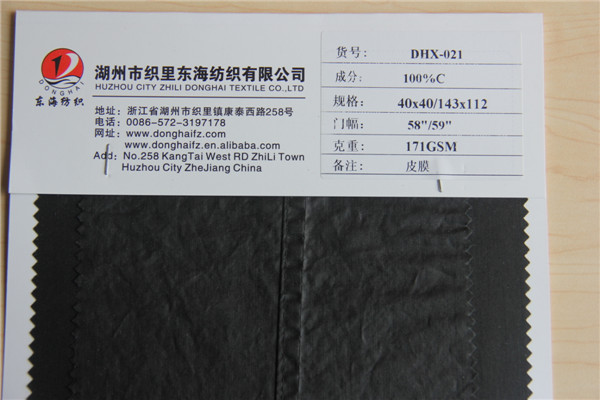 DONGHAI
东海纺织
湖州市织里东海纺织有限公司
HUZHOU CITY ZHILI DONGHAI TEXTILE CO.,LTD
地址：浙江省湖州市织里镇康泰西路258号
电话：0086-572-3197178
网址：www.donghaifz.com
www.donghaifz.en.alibaba.com
Add：No.258 KangTai West RD ZhiLi Town
Huzhou City ZheJiang China
货号： DHX-021
成分： 100%C
规格： 40x40/143x112
门幅： 58"/59"
克重： 171GSM
备注： 皮膜